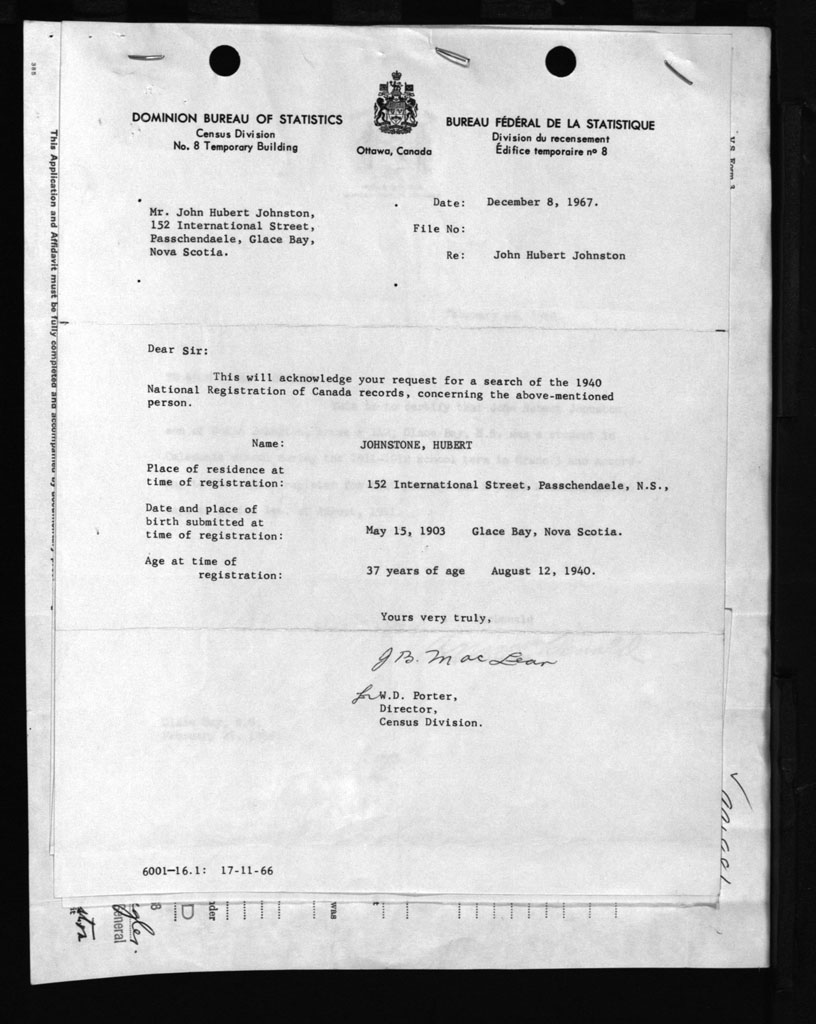 DOMINION BUREAU OF STATISTICS
Census Division
No. 8 Temporary Building
Ottawa, Canada
BUREAU FÉDÉRAL DE LA STATISTIQUE
Division du recensement
Édifice temporaire nº 8
Mr. John Hubert Johnston,
152 International Street,
Passchendaele, Glace Bay,
Nova Scotia.
Date: December 8, 1967.
File No:
Re: John Hubert Johnston
Dear Sir:
This will acknowledge your request for a search of the 1940
National Registration of Canada records, concerning the above-mentioned
person.
Name: JOHNSTONE, HUBERT
Place of residence at
time of registration: 152 International Street, Passchendaele, N.S.,
Date and place of
birth submitted at
time of registration: May 15, 1903 Glace Bay, Nova Scotia.
Age at time of
registration: 37 years of age August 12, 1940.
Yours very truly,
J B. MacLean
for W.D. Porter,
Director,
Census Division.
6001-16.1: 17-11-66
This Application and Affidavit must be fully completed and accompanied by
was